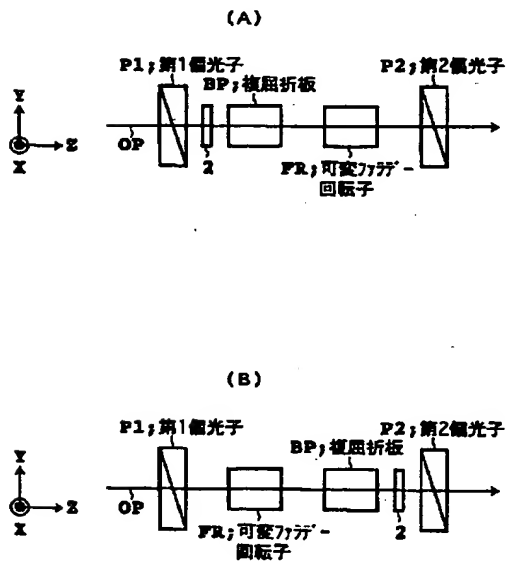 (A)
P1;第1偏光子
P2;第2偏光子
BP;複屈折板
Y
Z
X
OP
2
FR;可変ファラデー
回転子
(B)
P1;第1偏光子
P2;第2偏光子
BP;複屈折板
Y
Z
X
OP
FR;可変ファラデー
回転子
2